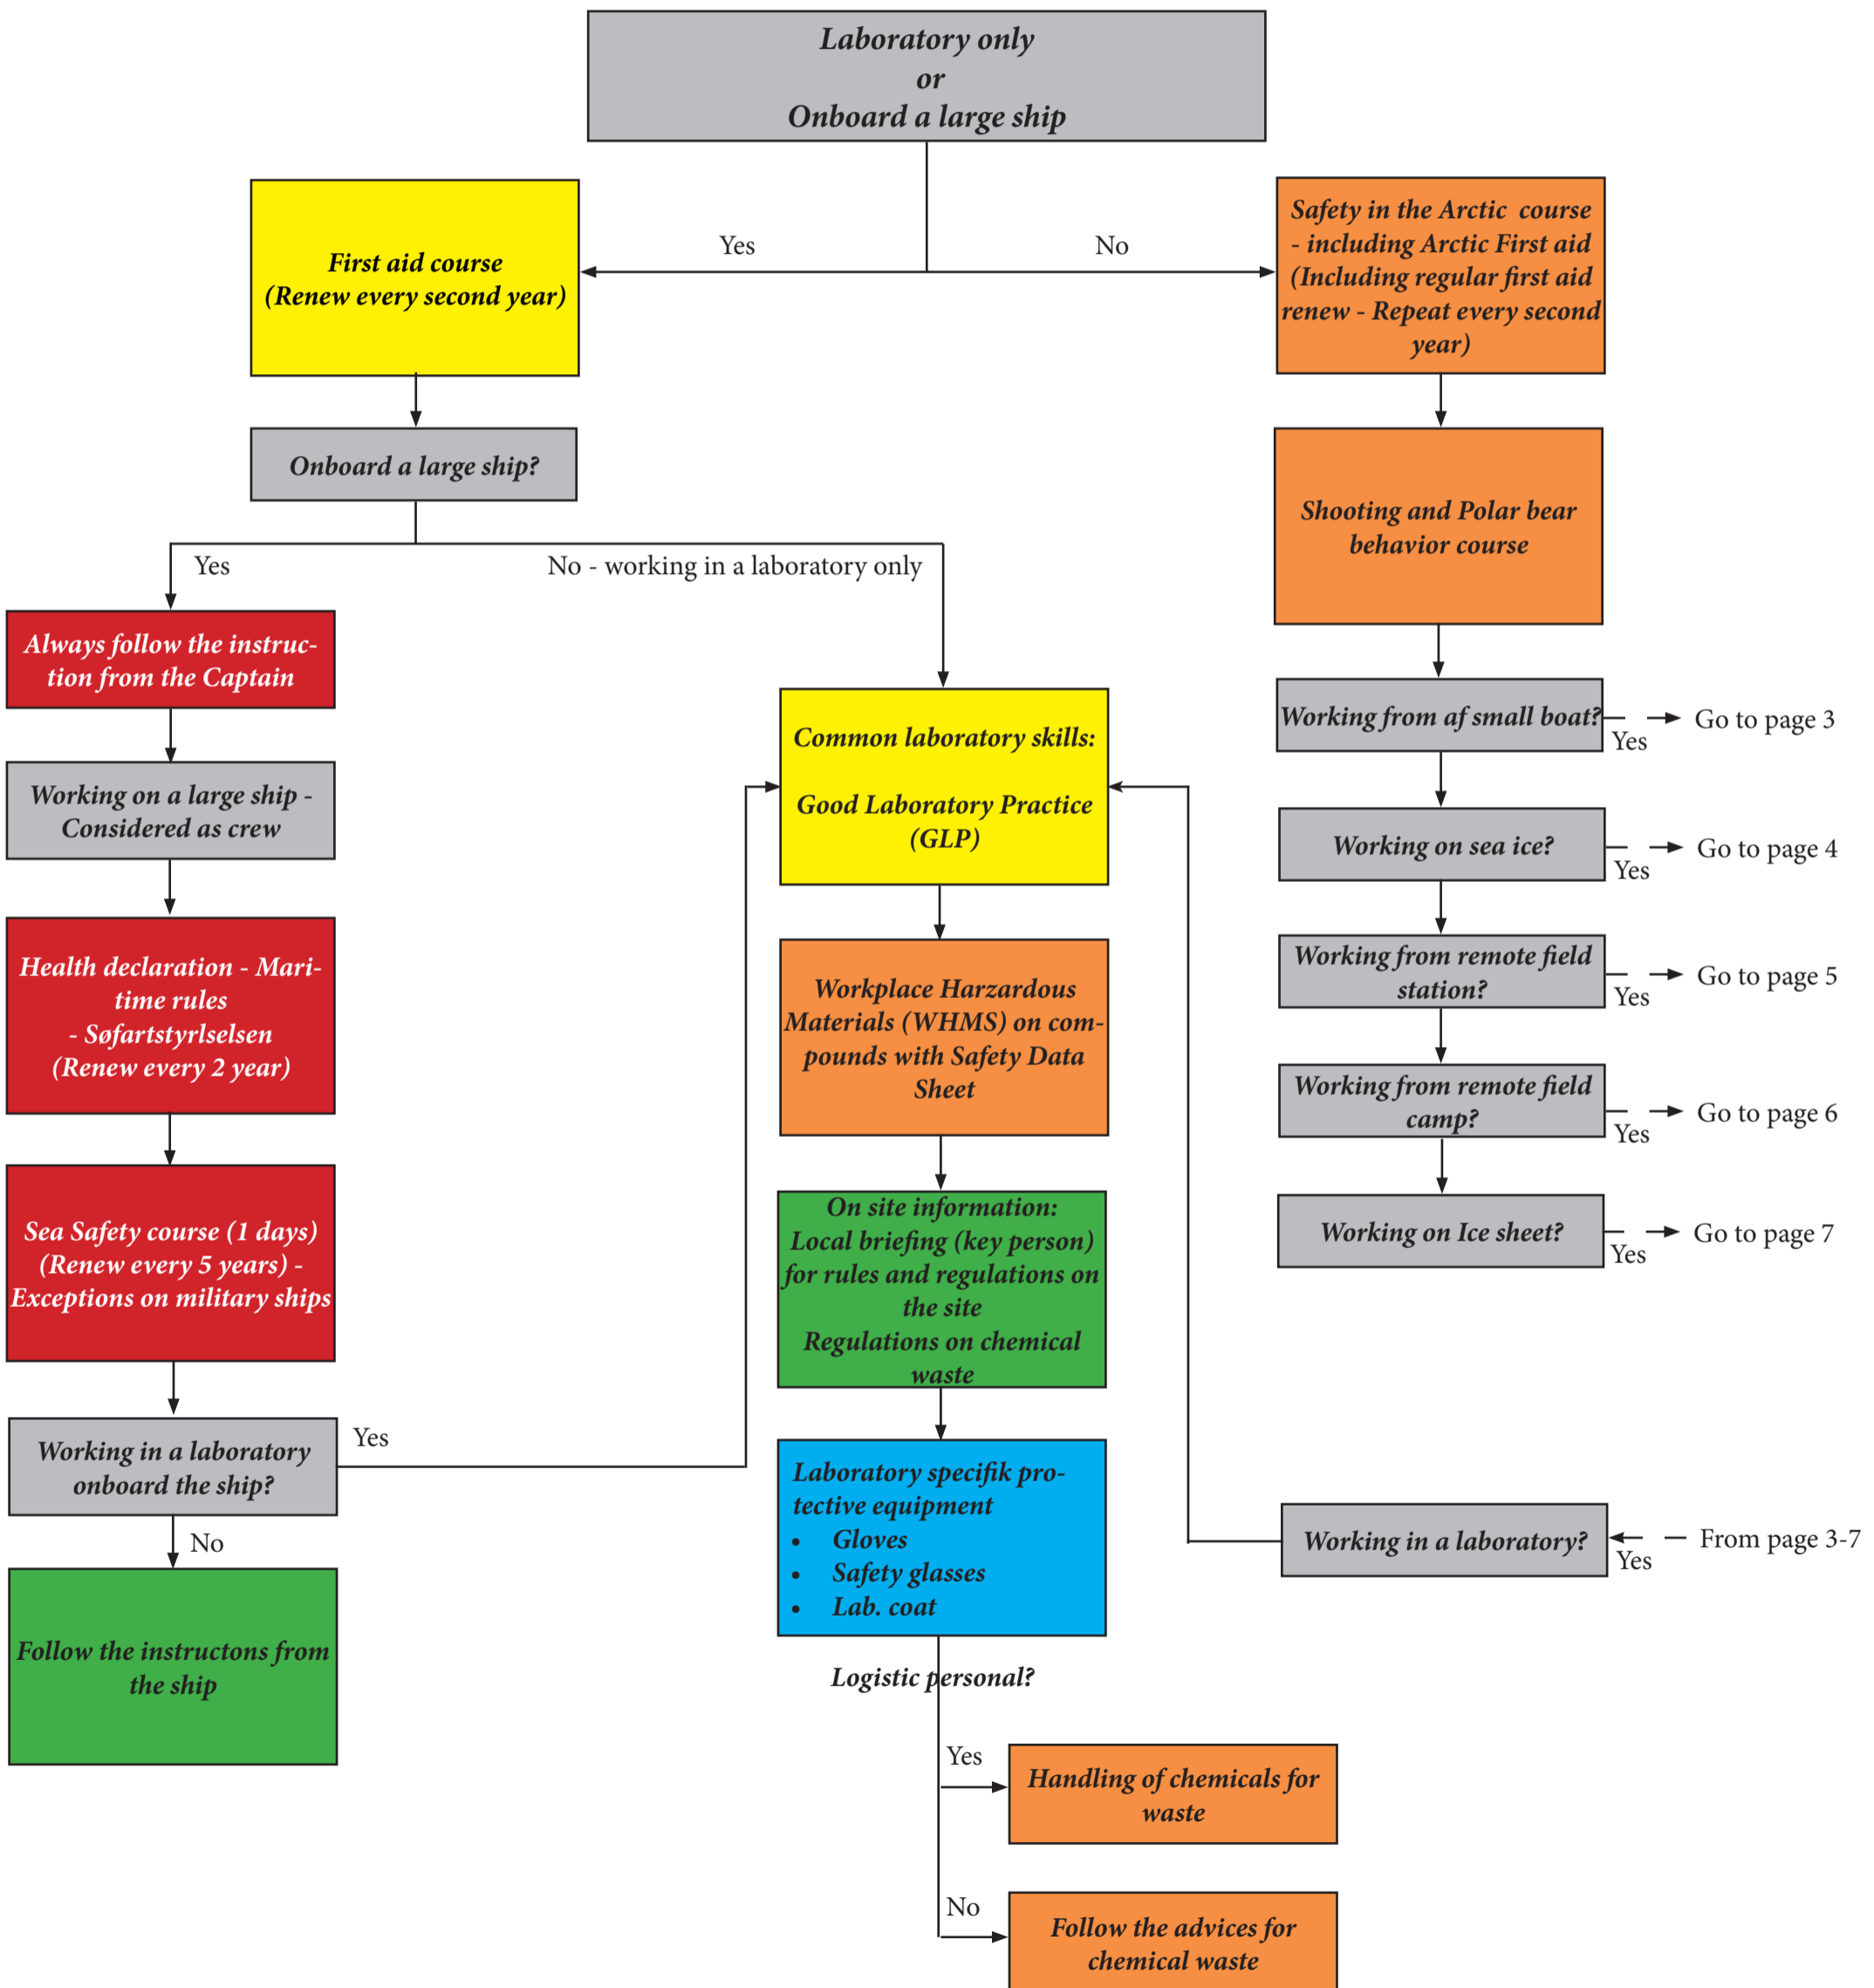 Laboratory only
or
Onboard a large ship
Yes
No
First aid course
(Renew every second year)
Safety in the Arctic course
- including Arctic First aid
(Including regular first aid
renew - Repeat every second
year)
Onboard a large ship?
Shooting and Polar bear
behavior course
Yes
No - working in a laboratory only
Always follow the instruc-
tion from the Captain
Working on a large ship -
Considered as crew
Health declaration - Mari-
time rules
- Søfartstyrlselsen
(Renew every 2 year)
Sea Safety course (1 days)
(Renew every 5 years) -
Exceptions on military ships
Working in a laboratory
onboard the ship?
Yes
No
Follow the instructons from
the ship
Common laboratory skills:
Good Laboratory Practice
(GLP)
Workplace Harzardous
Materials (WHMS) on com-
pounds with Safety Data
Sheet
On site information:
Local briefing (key person)
for rules and regulations on
the site
Regulations on chemical
waste
Laboratory specifik pro-
tective equipment
• Gloves
• Safety glasses
• Lab. coat
Logistic personal?
Yes
Handling of chemicals for
waste
No
Follow the advices for
chemical waste
Working from af small boat?
Yes
Go to page 3
Working on sea ice?
Yes
Go to page 4
Working from remote field
station?
Yes
Go to page 5
Working from remote field
camp?
Yes
Go to page 6
Working on Ice sheet?
Yes
Go to page 7
Working in a laboratory?
Yes
From page 3-7